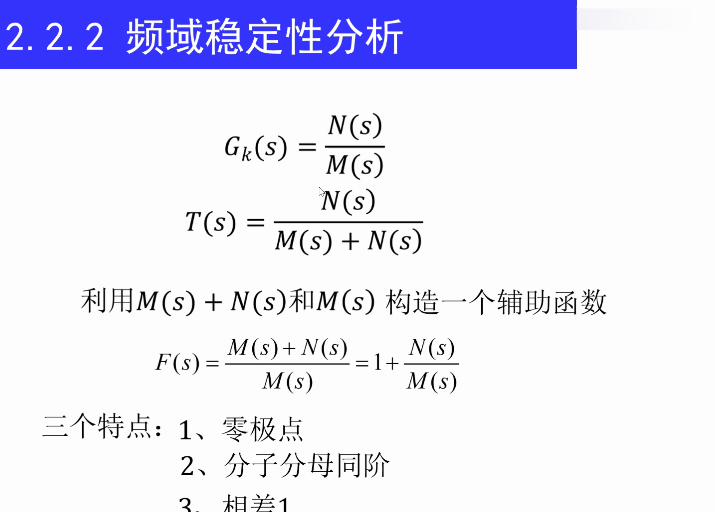 2.2.2 频域稳定性分析
G_k(s) = N(s)/M(s)
T(s) = N(s)/(M(s) + N(s))
利用M(s) + N(s)和M(s) 构造一个辅助函数
F(s) = (M(s) + N(s))/M(s) = 1 + N(s)/M(s)
三个特点：1、零极点
2、分子分母同阶
3、相差1